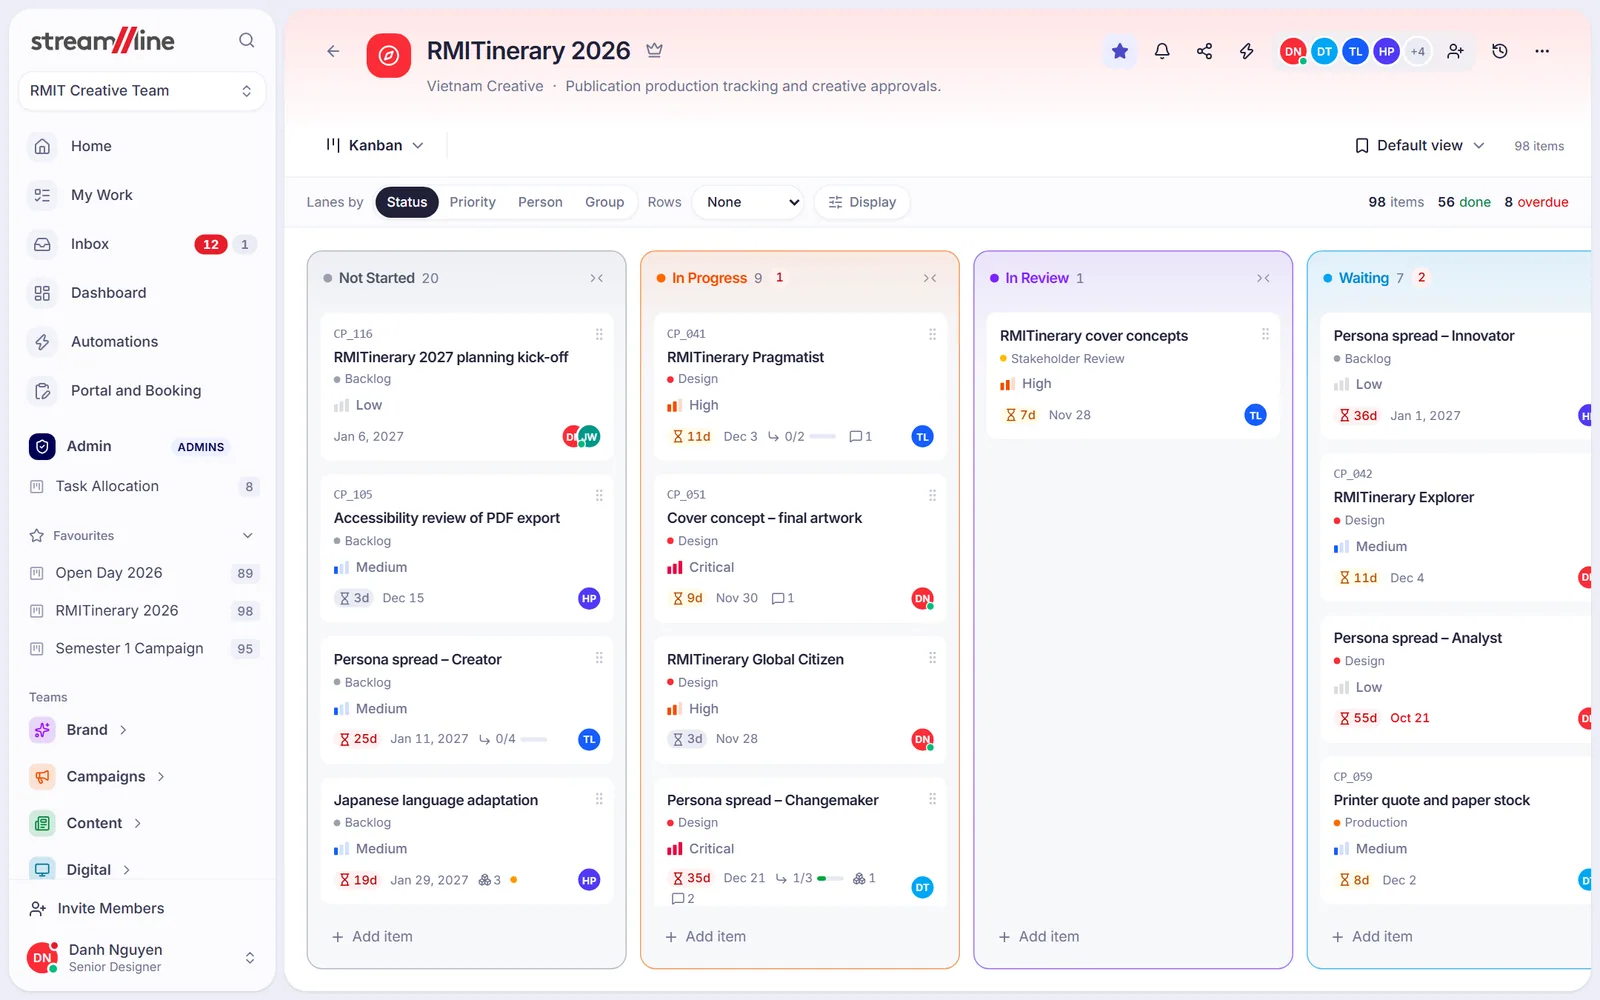 streamline
RMIT Creative Team
Home
My Work
Inbox 12 1
Dashboard
Automations
Portal and Booking
Admin ADMINS
Task Allocation 8
Favourites
Open Day 2026 89
RMITinerary 2026 98
Semester 1 Campaign 95
Teams
Brand
Campaigns
Content
Digital
Invite Members
DN Danh Nguyen
Senior Designer
RMITinerary 2026
Vietnam Creative · Publication production tracking and creative approvals.
DN DT TL HP +4
Kanban
Default view 98 items
Lanes by Status Priority Person Group Rows None Display
98 items 56 done 8 overdue
Not Started 20
CP_116
RMITinerary 2027 planning kick-off
Backlog
Low
Jan 6, 2027 JW
CP_105
Accessibility review of PDF export
Backlog
Medium
3d Dec 15 HP
Persona spread – Creator
Backlog
Medium
25d Jan 11, 2027 0/4 TL
Japanese language adaptation
Backlog
Medium
19d Jan 29, 2027 3 HP
+ Add item
In Progress 9 1
CP_041
RMITinerary Pragmatist
Design
High
11d Dec 3 0/2 1 TL
CP_051
Cover concept – final artwork
Design
Critical
9d Nov 30 1 DN
RMITinerary Global Citizen
Design
High
3d Nov 28 DN
Persona spread – Changemaker
Design
Critical
35d Dec 21 1/3 1 DT
2
+ Add item
In Review 1
RMITinerary cover concepts
Stakeholder Review
High
7d Nov 28 TL
+ Add item
Waiting 7 2
Persona spread – Innovator
Backlog
Low
36d Jan 1, 2027
CP_042
RMITinerary Explorer
Design
Medium
11d Dec 4
Persona spread – Analyst
Design
Low
55d Oct 21
CP_059
Printer quote and paper stock
Production
Medium
8d Dec 2
+ Add item